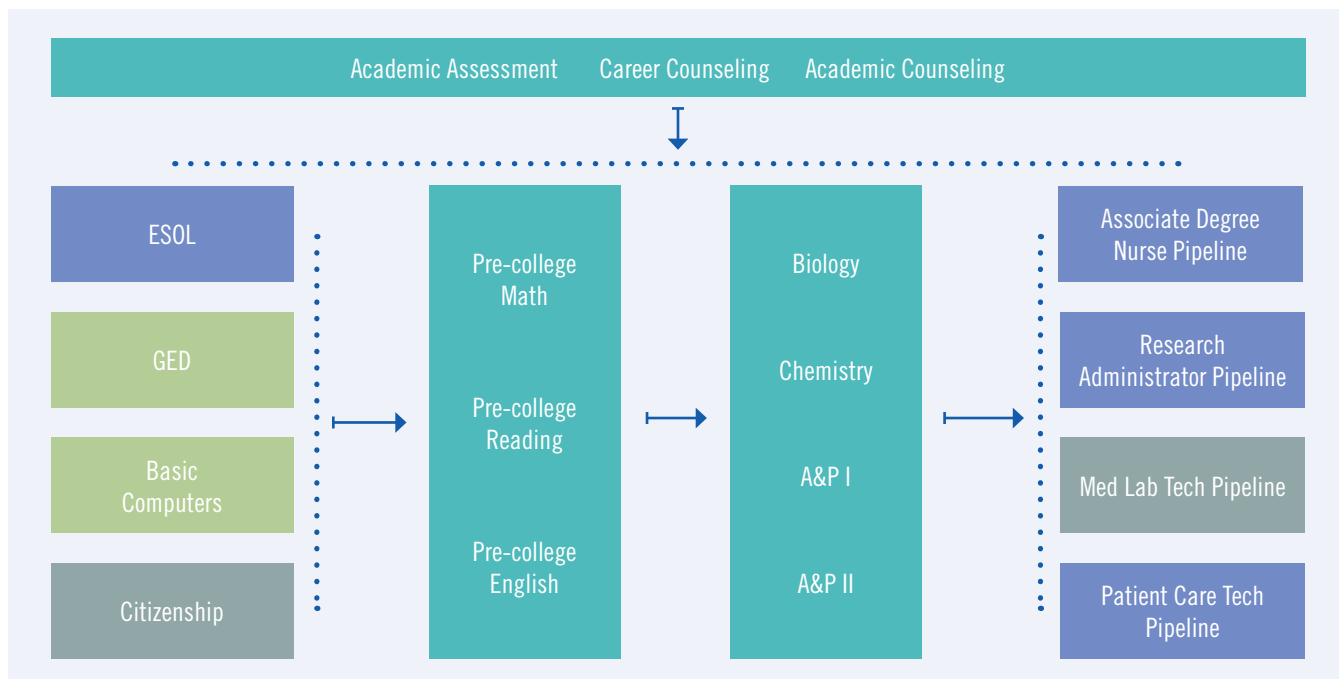 Academic Assessment Career Counseling Academic Counseling
ESOL
GED
Basic
Computers
Citizenship
Pre-college
Math
Pre-college
Reading
Pre-college
English
Biology
Chemistry
A&P I
A&P II
Associate Degree
Nurse Pipeline
Research
Administrator Pipeline
Med Lab Tech Pipeline
Patient Care Tech
Pipeline